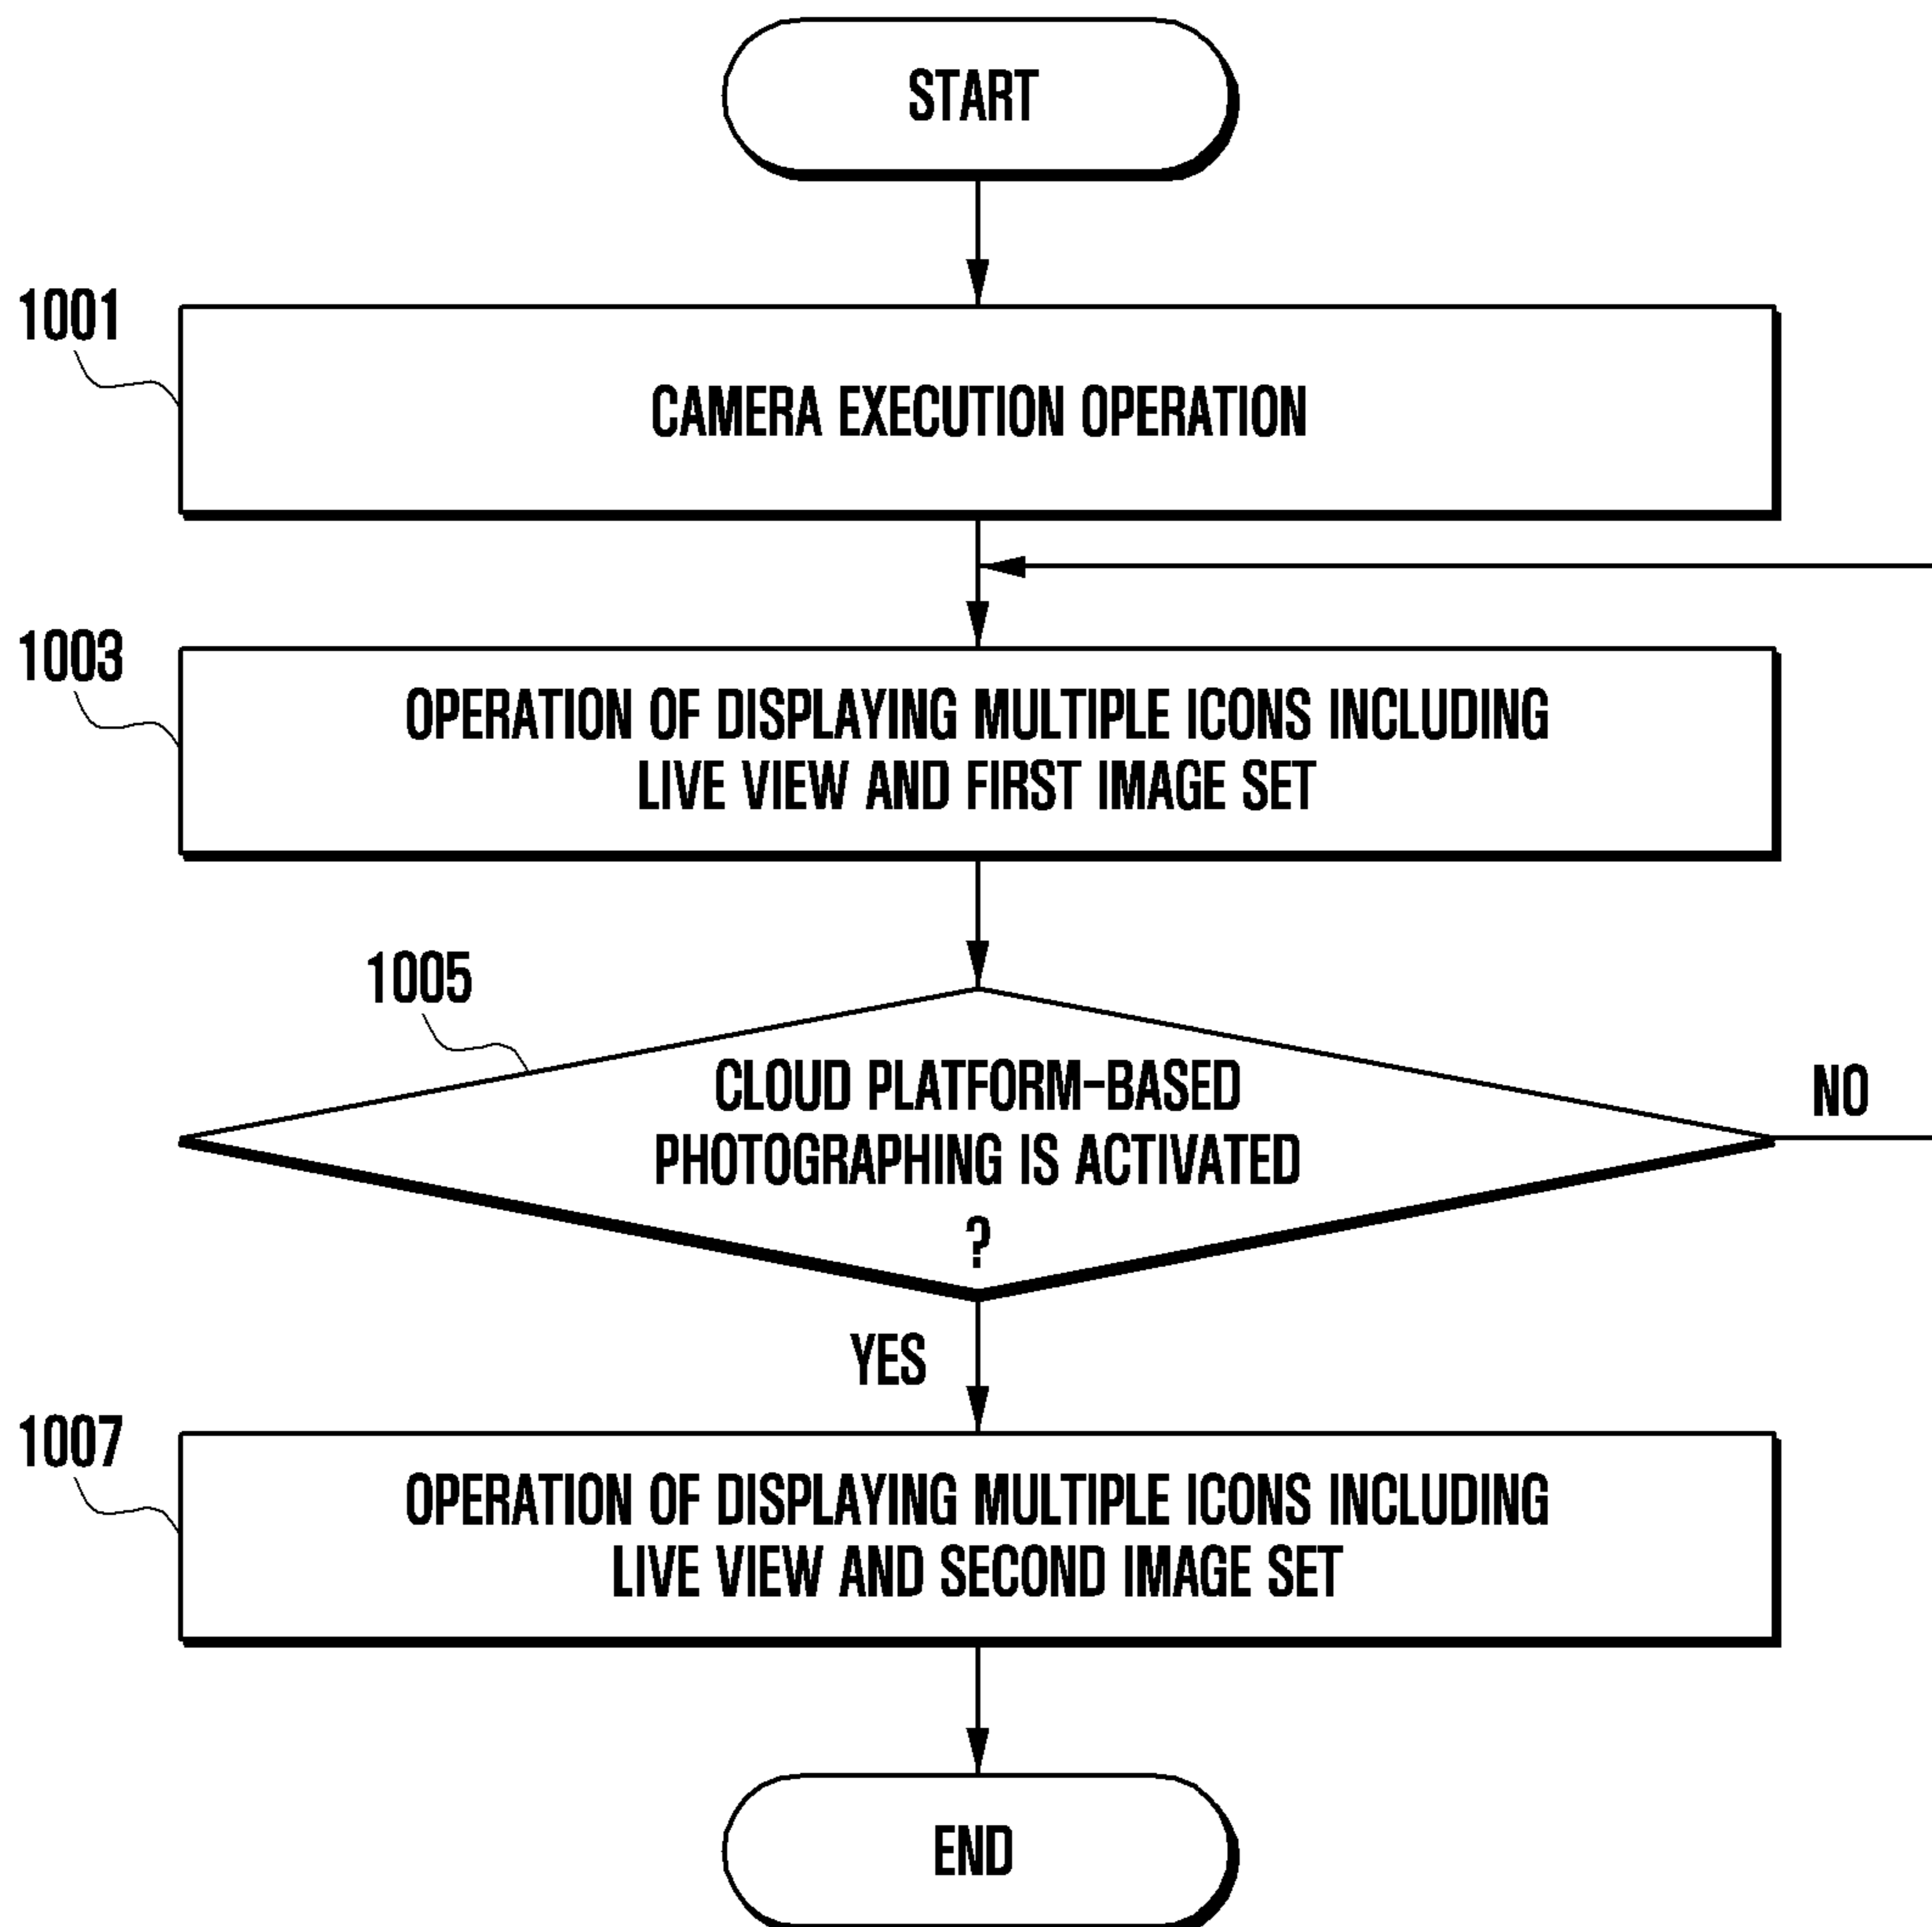 START
1001
CAMERA EXECUTION OPERATION
1003
OPERATION OF DISPLAYING MULTIPLE ICONS INCLUDING
LIVE VIEW AND FIRST IMAGE SET
1005
CLOUD PLATFORM-BASED
PHOTOGRAPHING IS ACTIVATED
?
NO
YES
1007
OPERATION OF DISPLAYING MULTIPLE ICONS INCLUDING
LIVE VIEW AND SECOND IMAGE SET
END